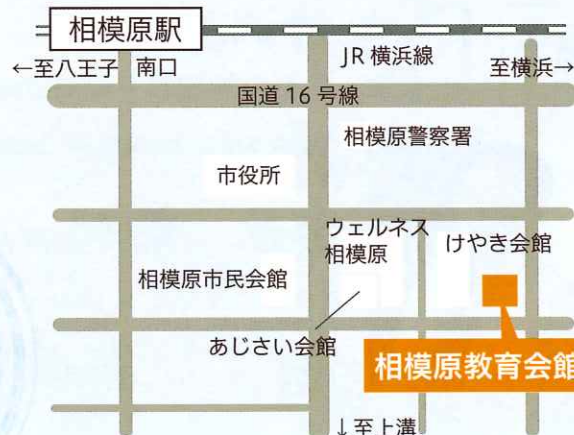 相模原駅
JR 横浜線
←至八王子
南口
至横浜→
国道 16 号線
相模原警察署
市役所
ウェルネス
相模原
けやき会館
相模原市民会館
あじさい会館
相模原教育会館
↓至上溝